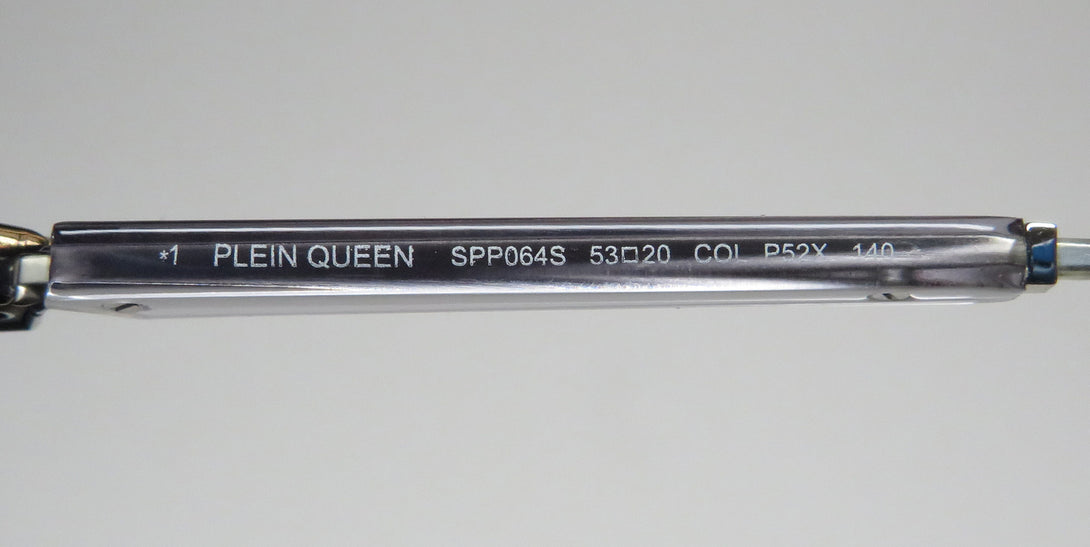 *1 PLEIN QUEEN SPP064S 53□20 COL P52X 140